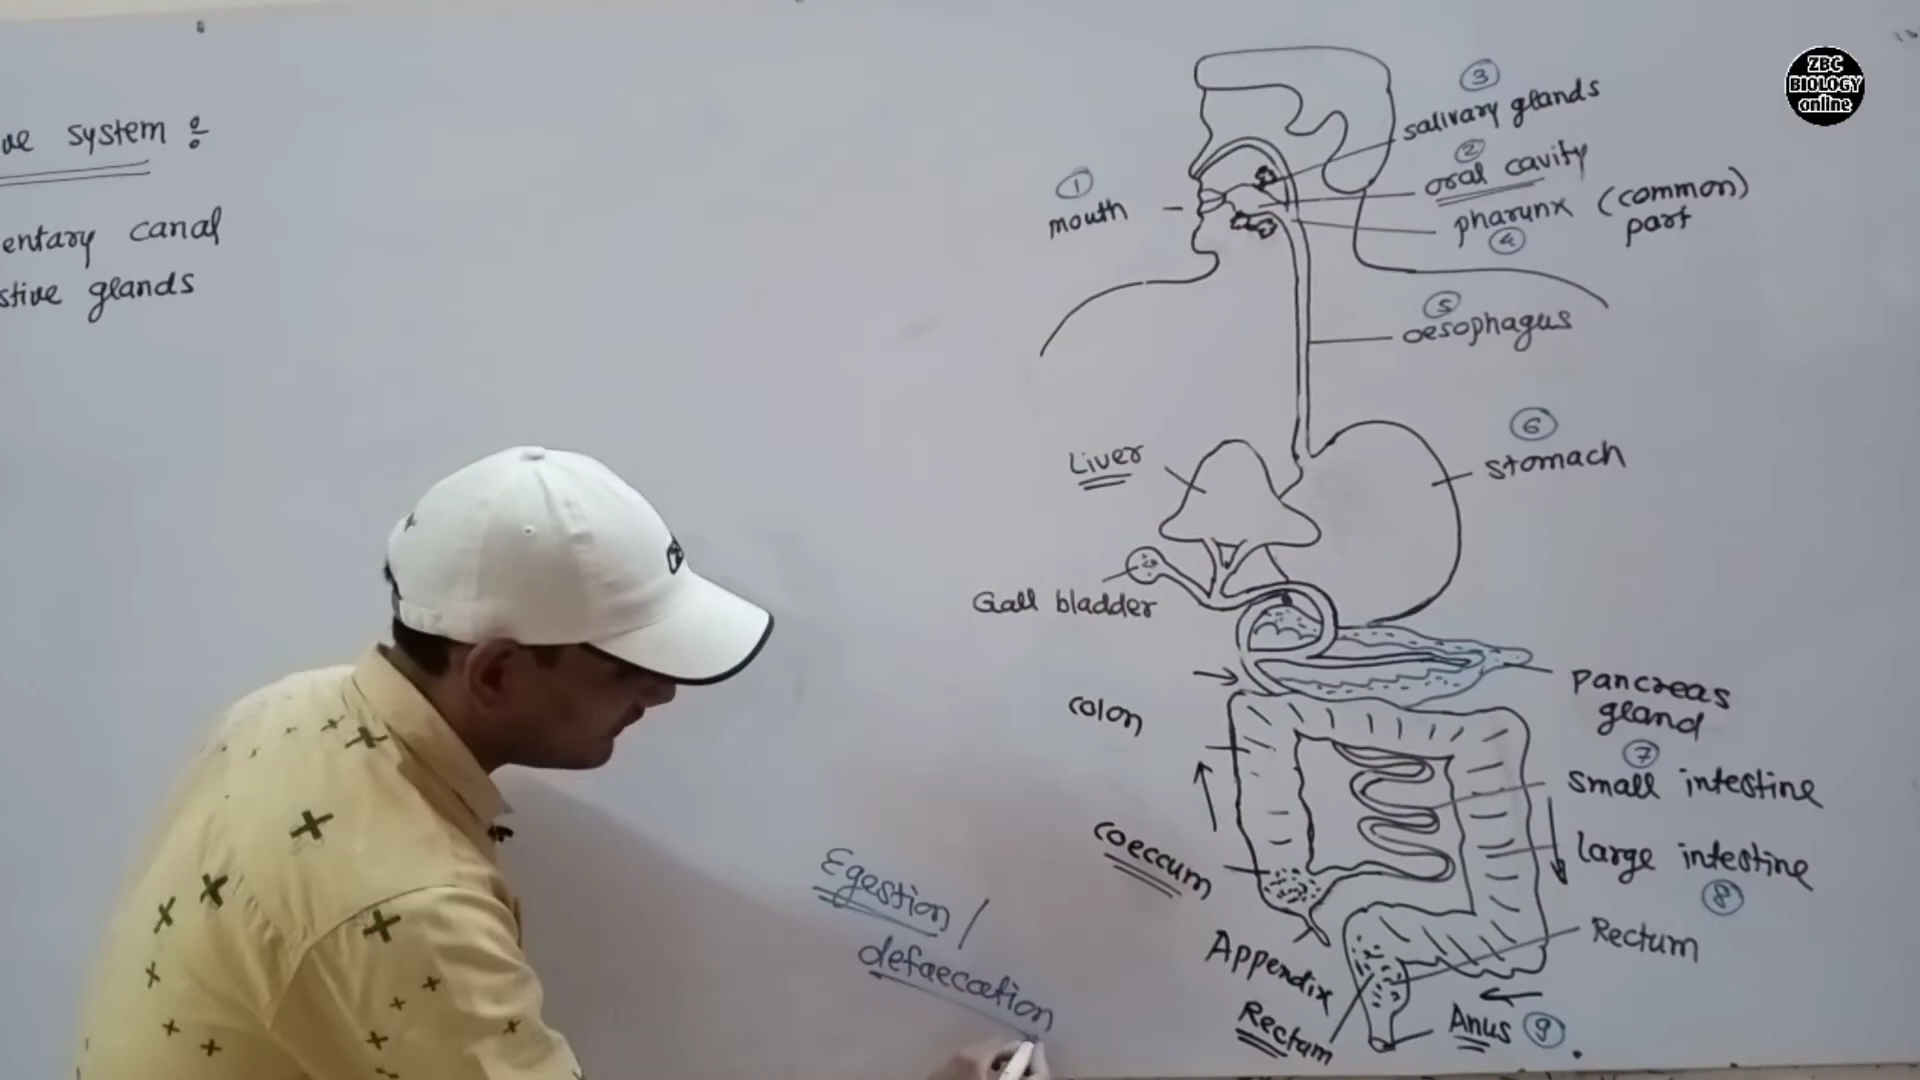 ve system :
entary canal
stive glands
ZBC
BIOLOGY
online
3
salivary glands
2
oral cavity
1
mouth
pharynx (common)
part
4
5
oesophagus
6
stomach
Liver
Gall bladder
pancreas
gland
colon
7
small intestine
large intestine
8
coeccum
Appendix
Rectum
Rectum
Anus 9
Egestion /
defaecation